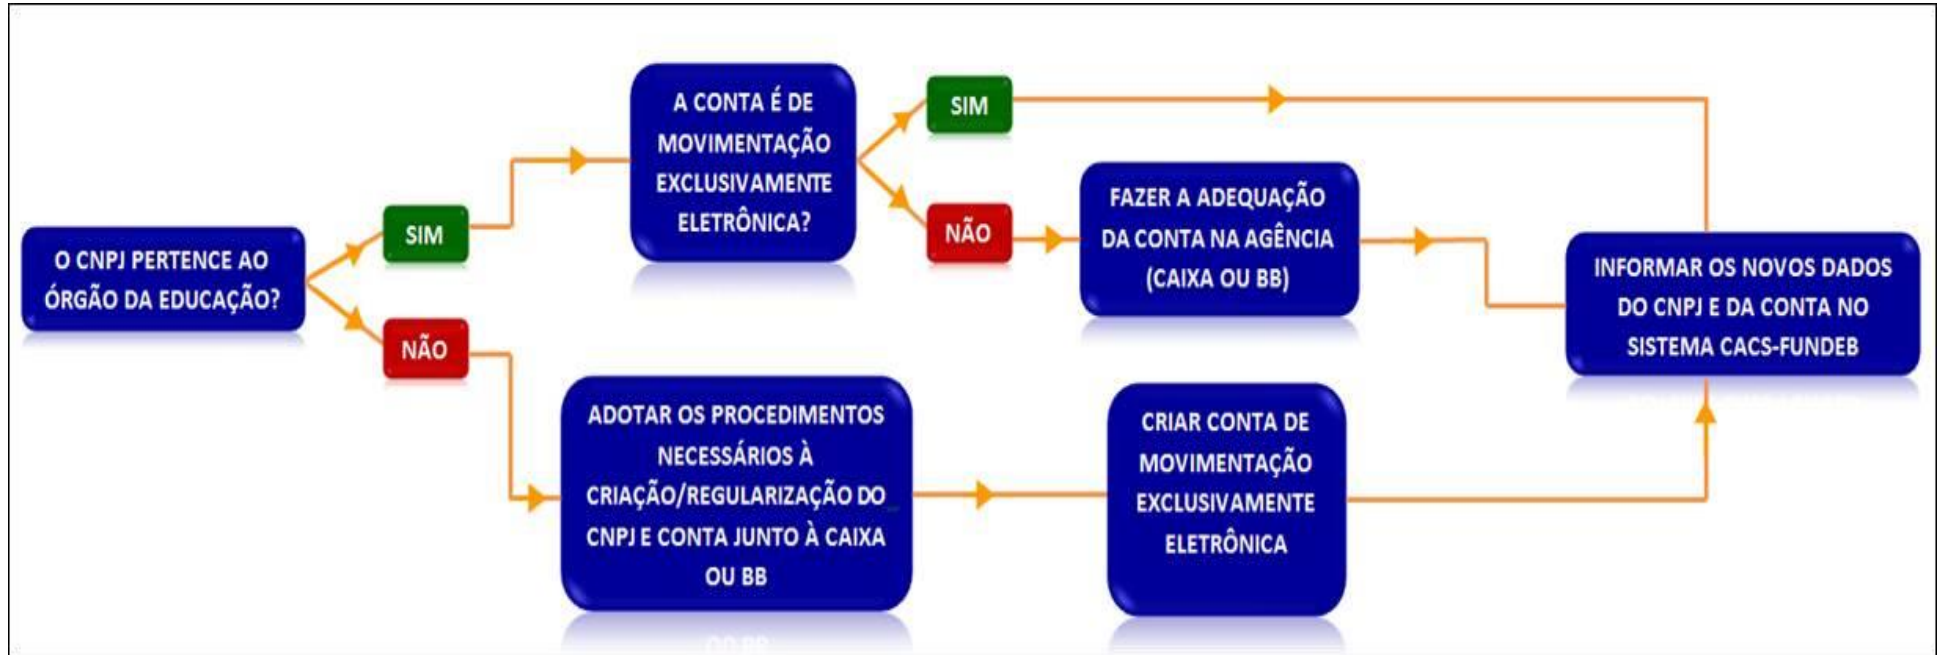 O CNPJ PERTENCE AO
ÓRGÃO DA EDUCAÇÃO?
SIM
NÃO
A CONTA É DE
MOVIMENTAÇÃO
EXCLUSIVAMENTE
ELETRÔNICA?
SIM
NÃO
FAZER A ADEQUAÇÃO
DA CONTA NA AGÊNCIA
(CAIXA OU BB)
ADOTAR OS PROCEDIMENTOS
NECESSÁRIOS À
CRIAÇÃO/REGULARIZAÇÃO DO
CNPJ E CONTA JUNTO À CAIXA
OU BB
CRIAR CONTA DE
MOVIMENTAÇÃO
EXCLUSIVAMENTE
ELETRÔNICA
INFORMAR OS NOVOS DADOS
DO CNPJ E DA CONTA NO
SISTEMA CACS-FUNDEB